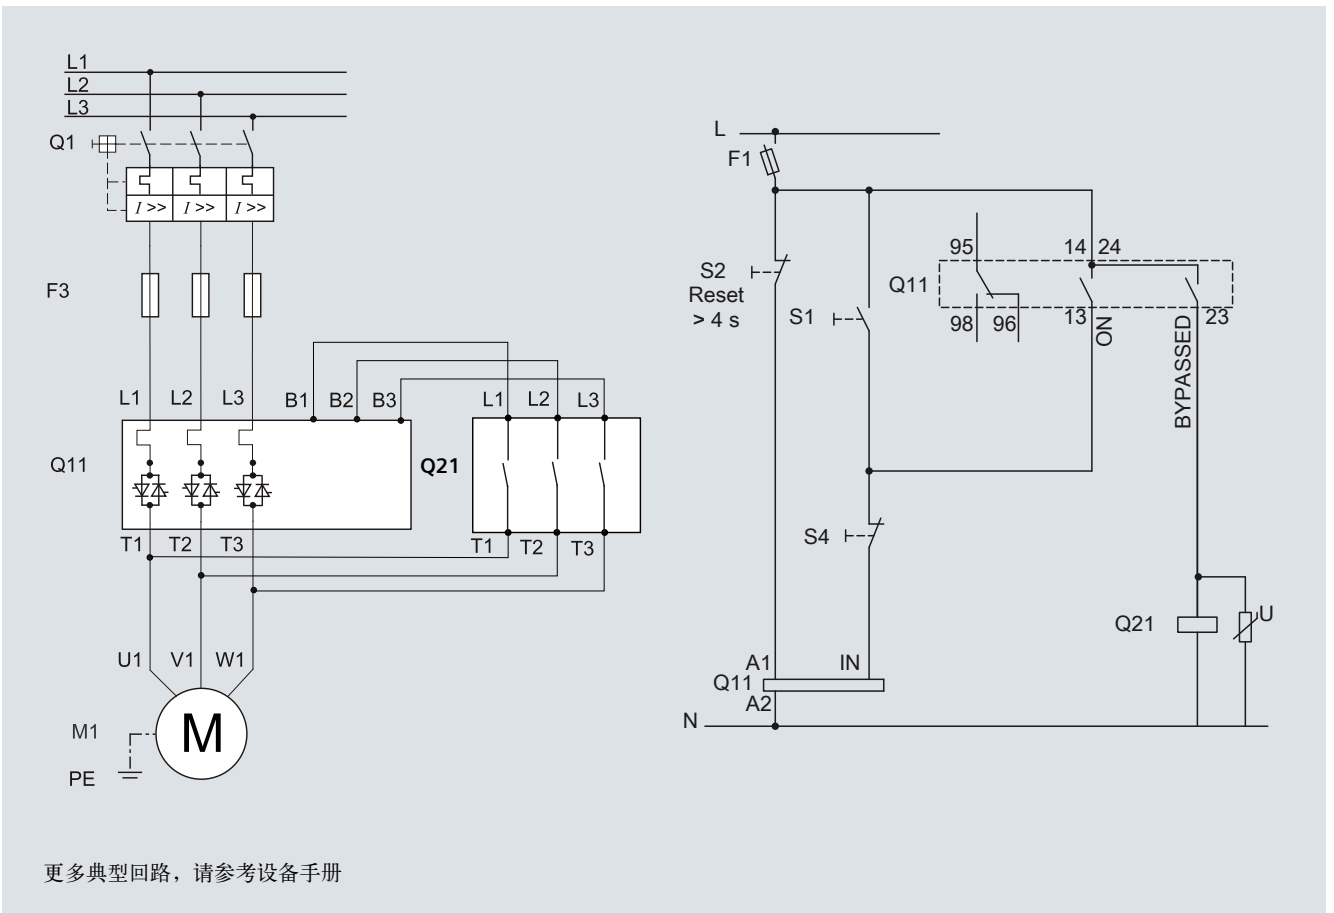 L1
L2
L3
Q1
I >> I >> I >>
F3
L1 L2 L3 B1 B2 B3 L1 L2 L3
Q11
Q21
T1 T2 T3 T1 T2 T3
U1 V1 W1
M1
M
PE
L
F1
S2
Reset
> 4 s
S1
95 14 24
Q11
98 96 13 23
ON
BYPASSED
S4
Q21
U
A1 IN
Q11
A2
N
更多典型回路，请参考设备手册